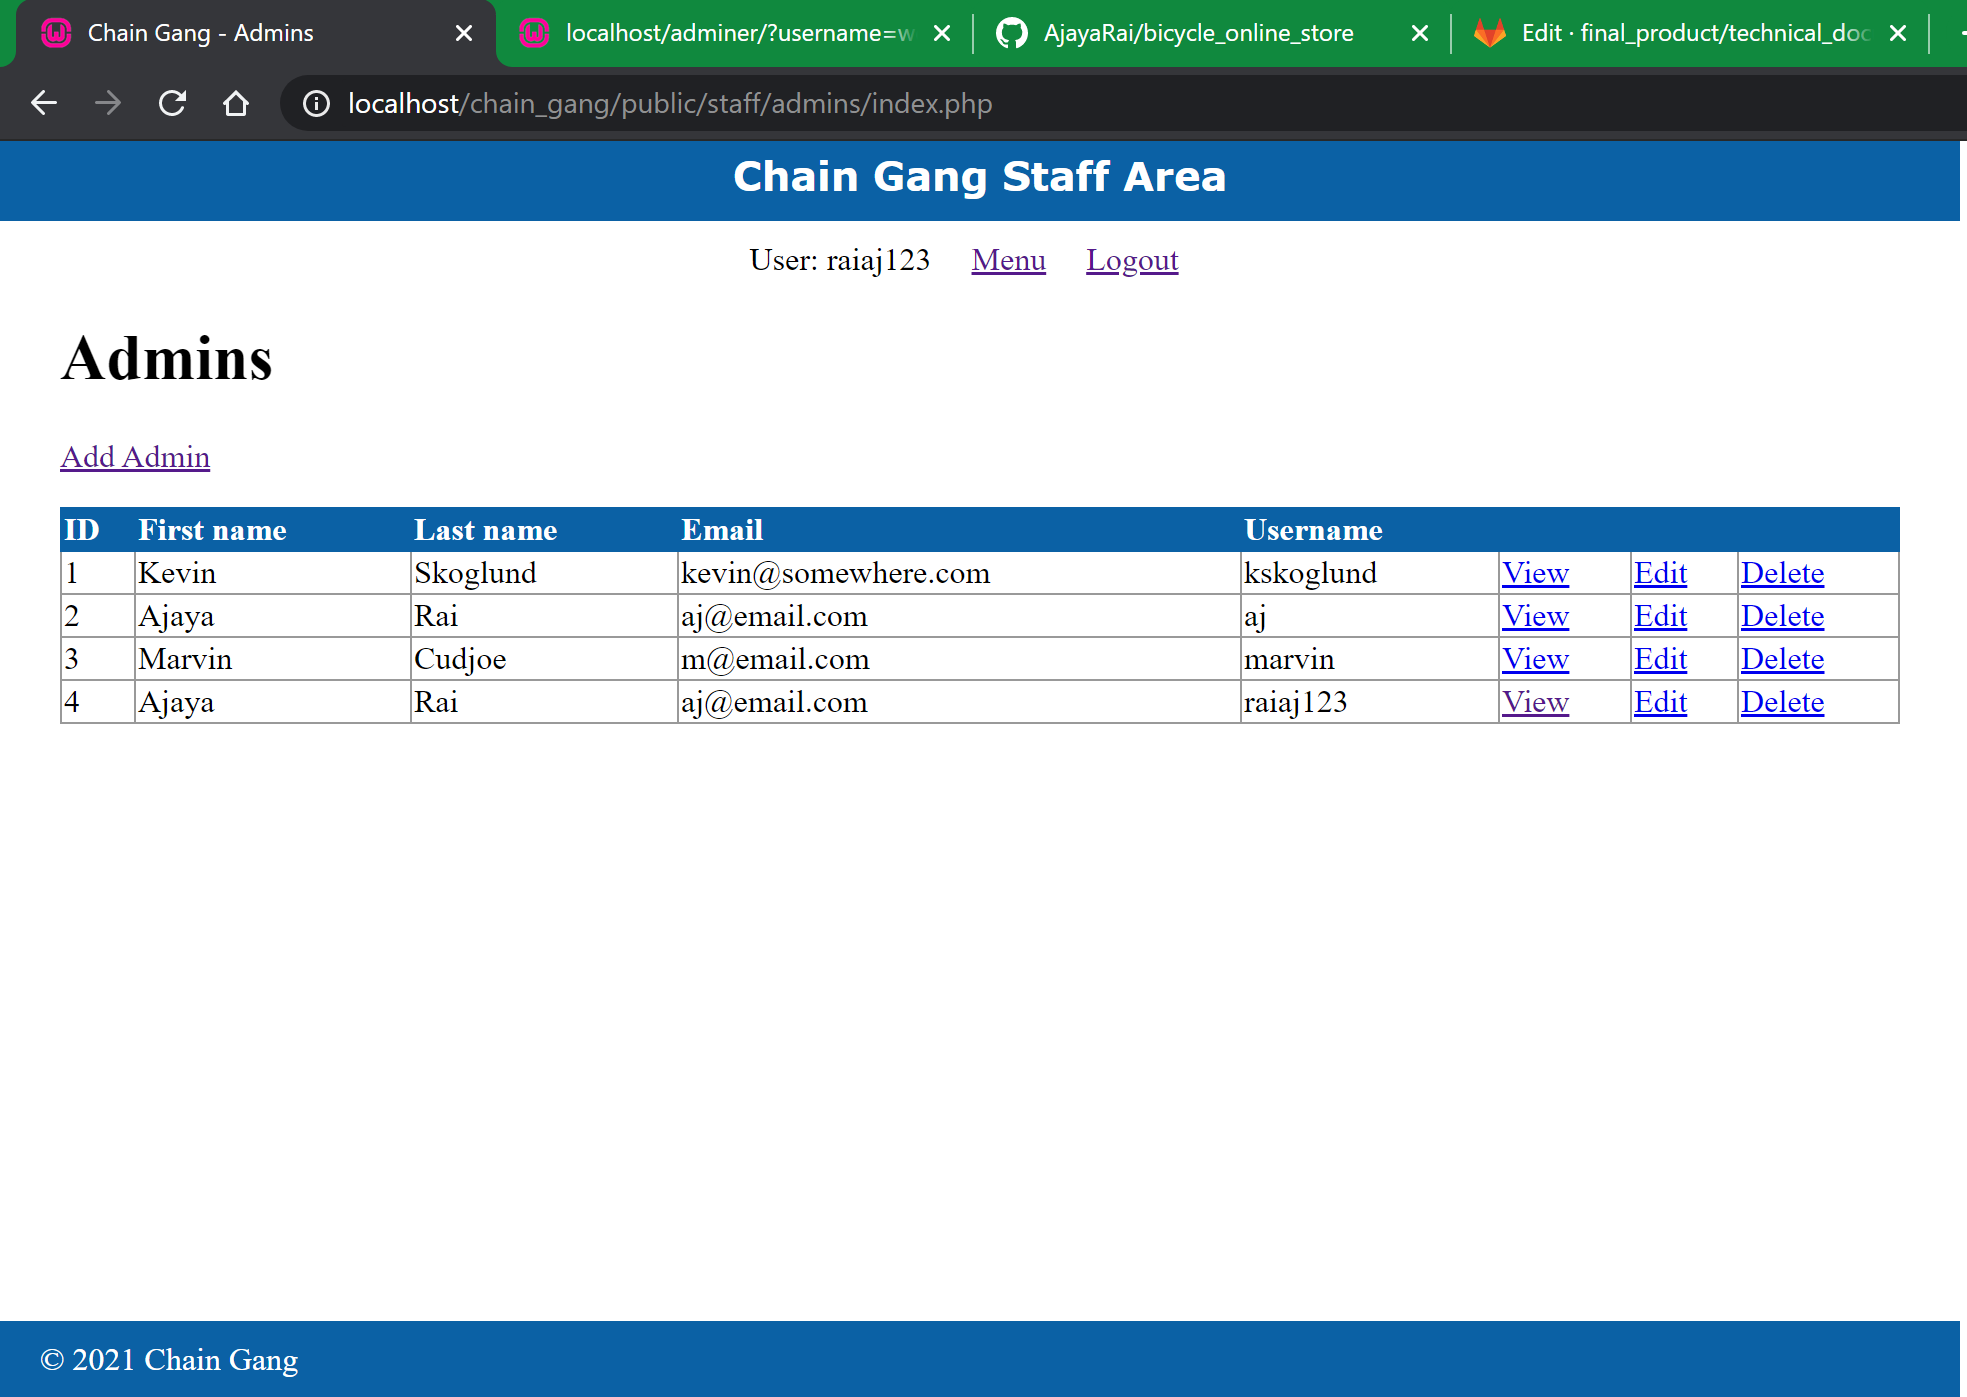 Chain Gang - Admins localhost/adminer/?username=w AjayaRai/bicycle_online_store Edit · final_product/technical_doc
localhost/chain_gang/public/staff/admins/index.php
Chain Gang Staff Area
User: raiaj123 Menu Logout
Admins
Add Admin
ID First name Last name Email Username
1 Kevin Skoglund kevin@somewhere.com kskoglund View Edit Delete
2 Ajaya Rai aj@email.com aj View Edit Delete
3 Marvin Cudjoe m@email.com marvin View Edit Delete
4 Ajaya Rai aj@email.com raiaj123 View Edit Delete
© 2021 Chain Gang